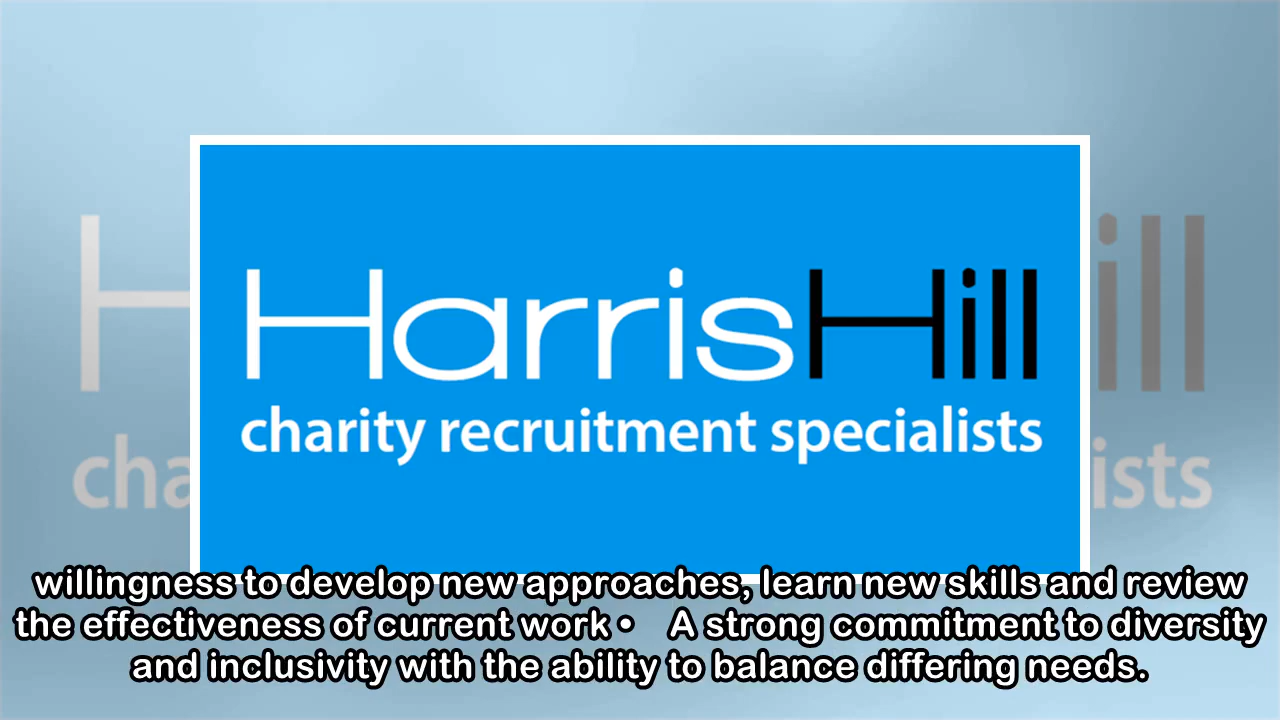 HarrisHill
charity recruitment specialists
willingness to develop new approaches, learn new skills and review
the effectiveness of current work •    A strong commitment to diversity
and inclusivity with the ability to balance differing needs.